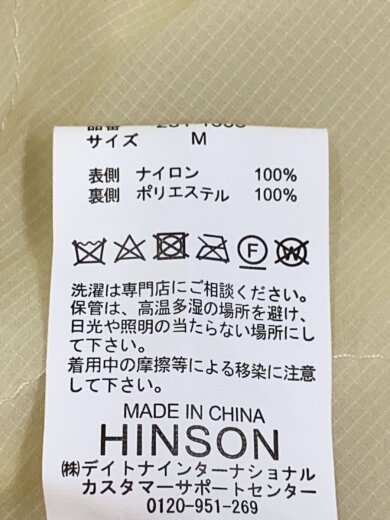 サイズ M
表側 ナイロン 100%
裏側 ポリエステル 100%
F W
洗濯は専門店にご相談ください。
保管は、高温多湿の場所を避け、
日光や照明の当たらない場所にし
て下さい。
着用中の摩擦等による移染に注意
して下さい。
MADE IN CHINA
HINSON
㈱デイトナインターナショナル
カスタマーサポートセンター
0120-951-269